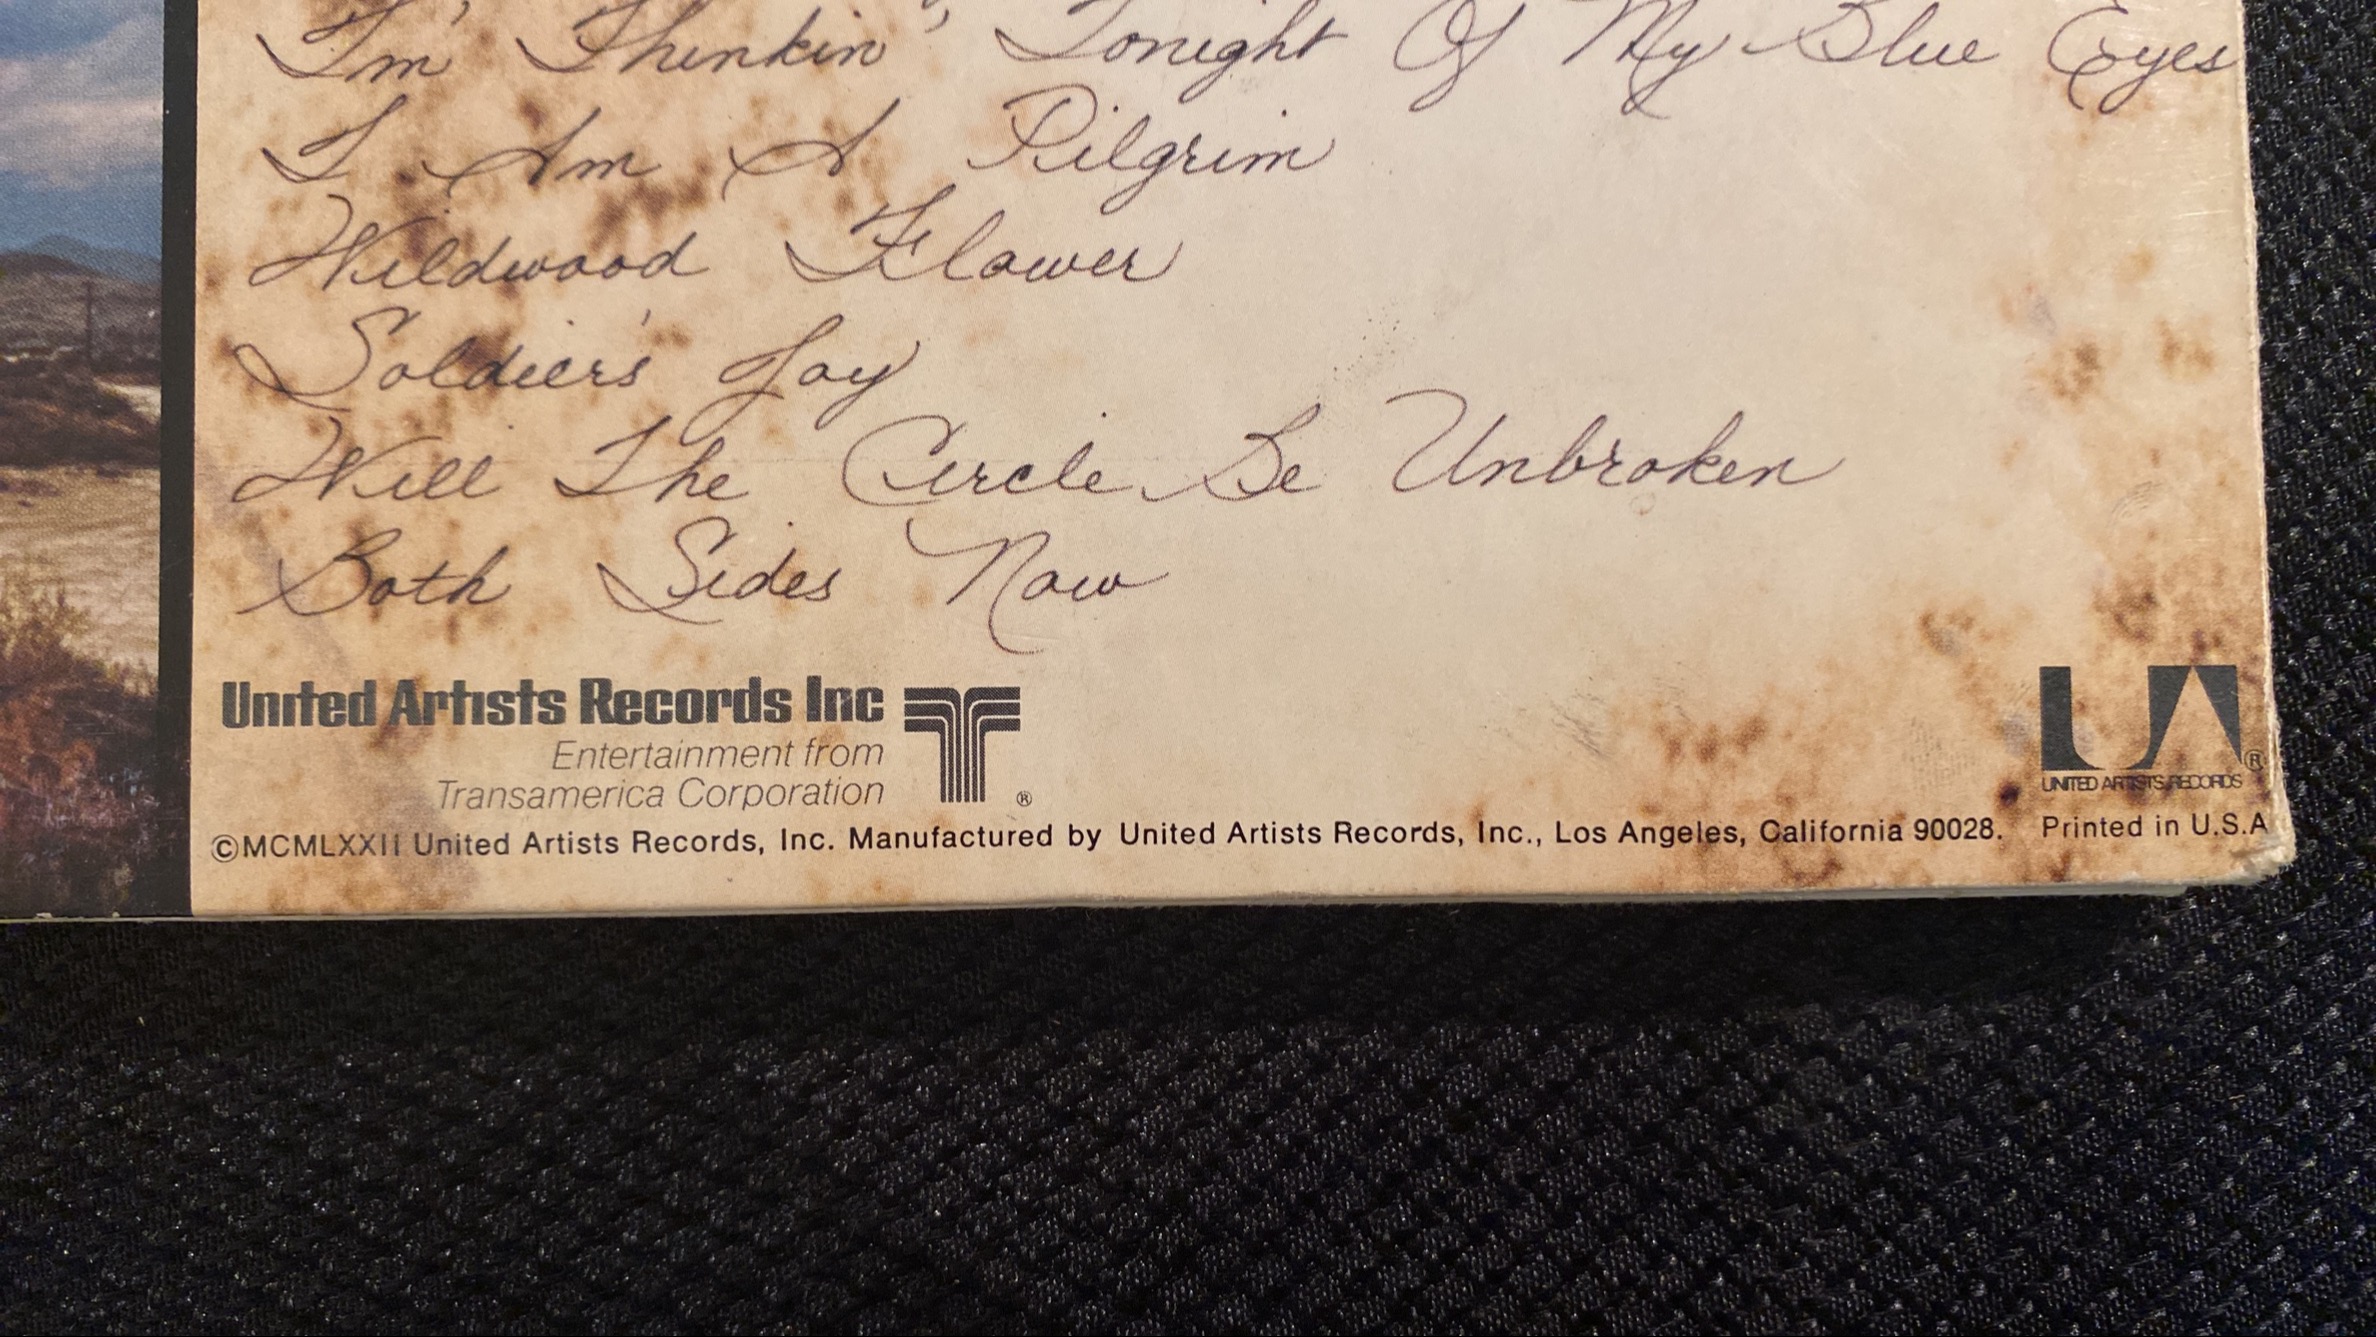 I'm Thinkin' Tonight Of My Blue Eyes
I Am A Pilgrim
Wildwood Flower
Soldier's Joy
Will The Circle Be Unbroken
Both Sides Now
United Artists Records Inc
Entertainment from
Transamerica Corporation
®
UA®
UNITED ARTISTS RECORDS
©MCMLXXII United Artists Records, Inc. Manufactured by United Artists Records, Inc., Los Angeles, California 90028. Printed in U.S.A